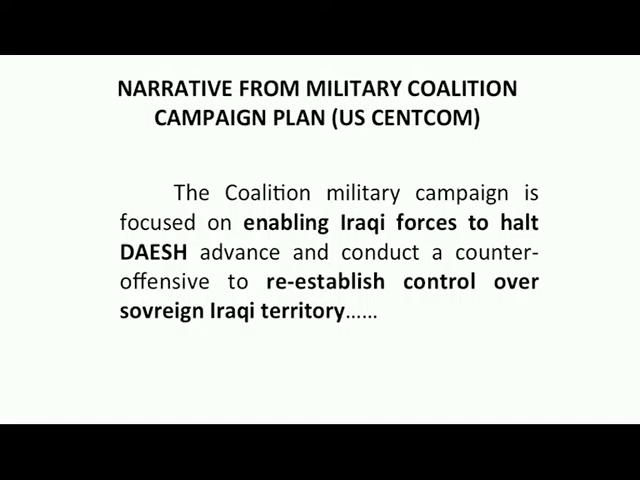 NARRATIVE FROM MILITARY COALITION
CAMPAIGN PLAN (US CENTCOM)
The Coalition military campaign is
focused on enabling Iraqi forces to halt
DAESH advance and conduct a counter-
offensive to re-establish control over
sovreign Iraqi territory......